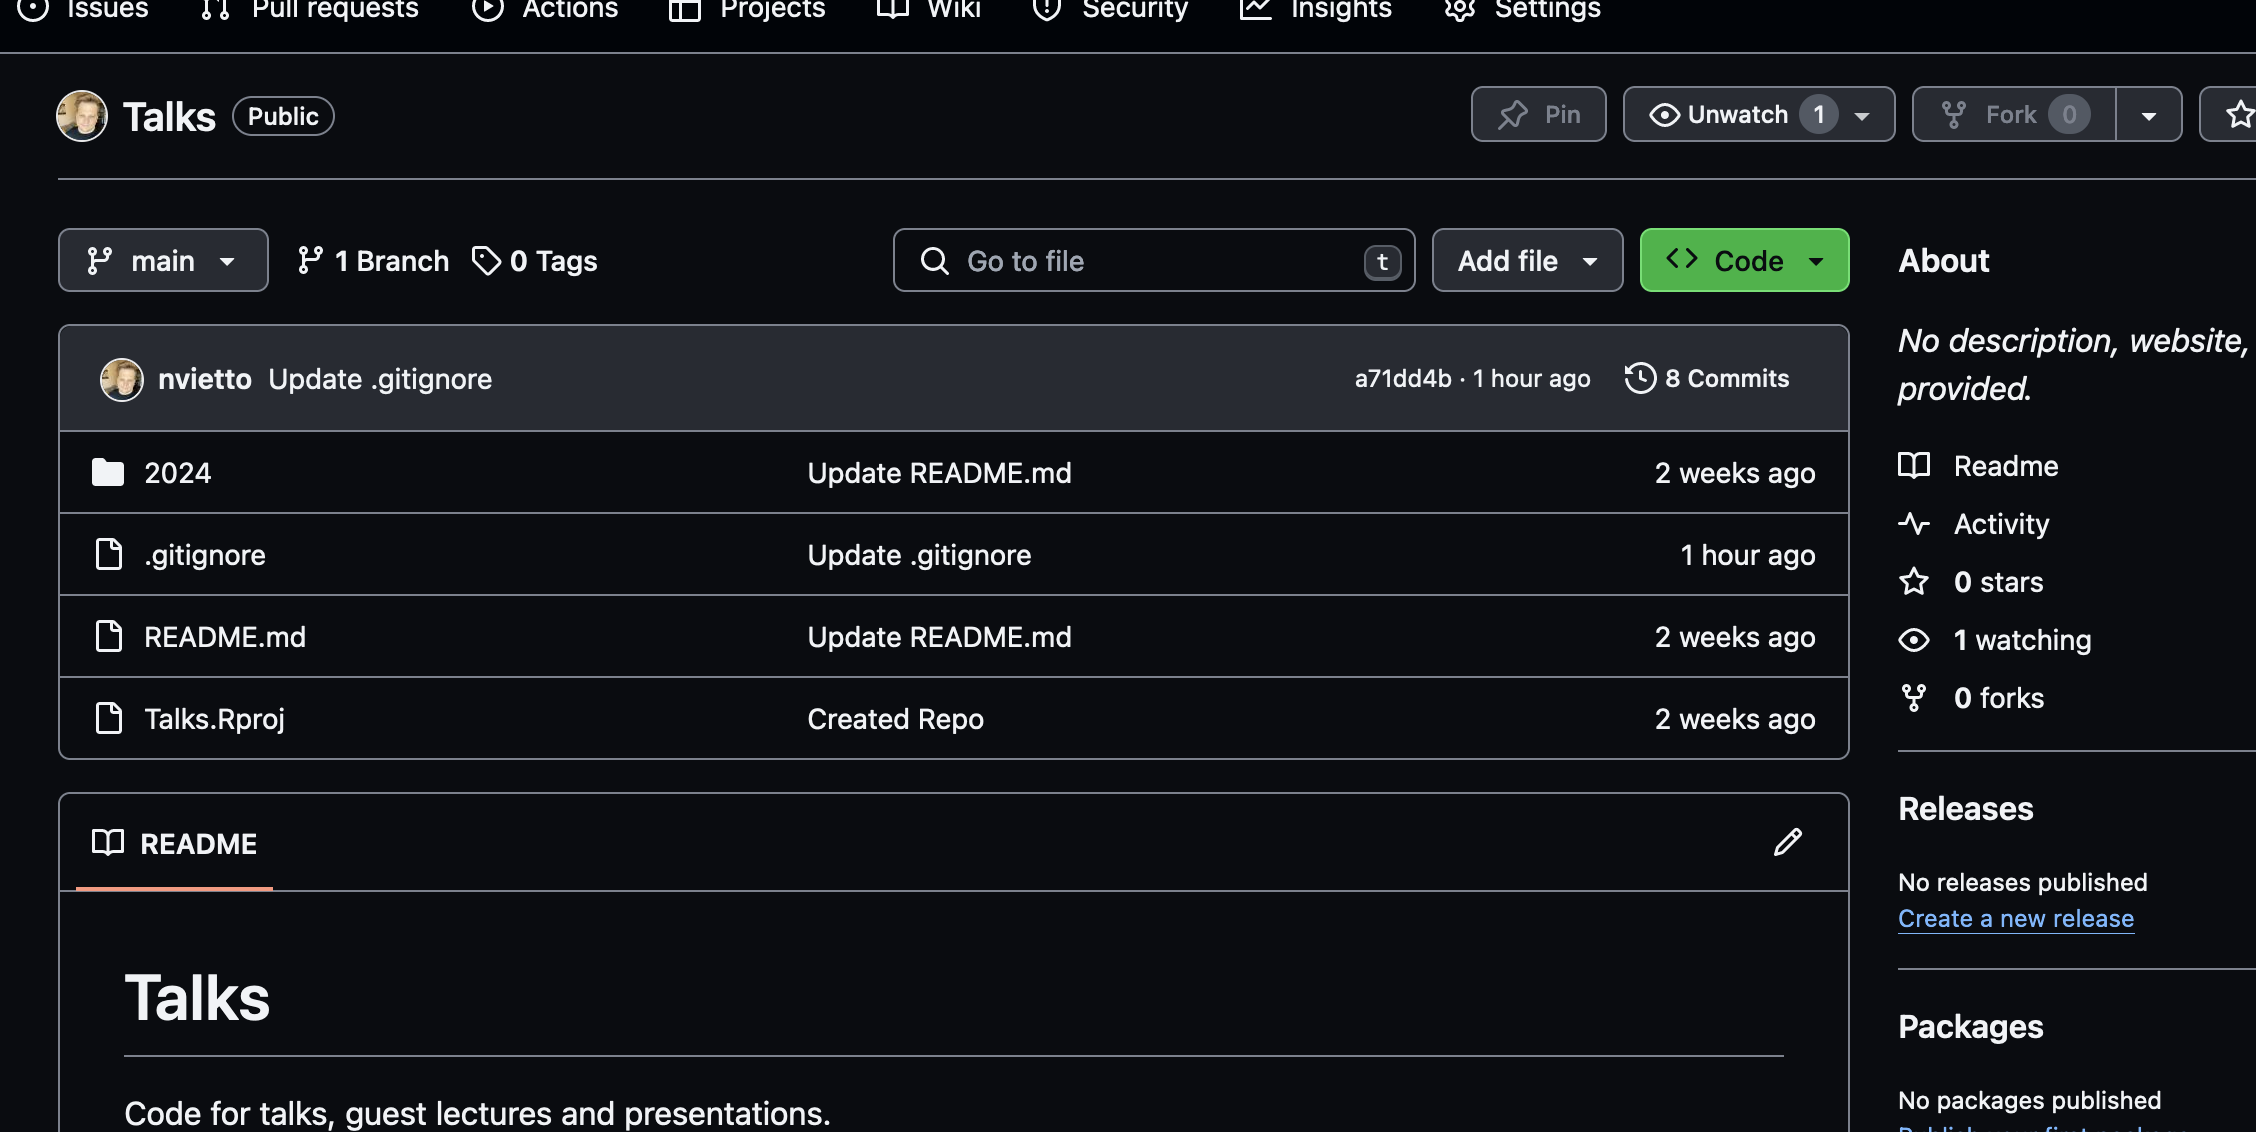 Issues Pull requests Actions Projects Wiki Security Insights Settings
Talks Public
Pin Unwatch 1 Fork 0
main 1 Branch 0 Tags Go to file t Add file Code
nvietto Update .gitignore a71dd4b · 1 hour ago 8 Commits
2024 Update README.md 2 weeks ago
.gitignore Update .gitignore 1 hour ago
README.md Update README.md 2 weeks ago
Talks.Rproj Created Repo 2 weeks ago
README
Talks
Code for talks, guest lectures and presentations.
About
No description, website,
provided.
Readme
Activity
0 stars
1 watching
0 forks
Releases
No releases published
Create a new release
Packages
No packages published